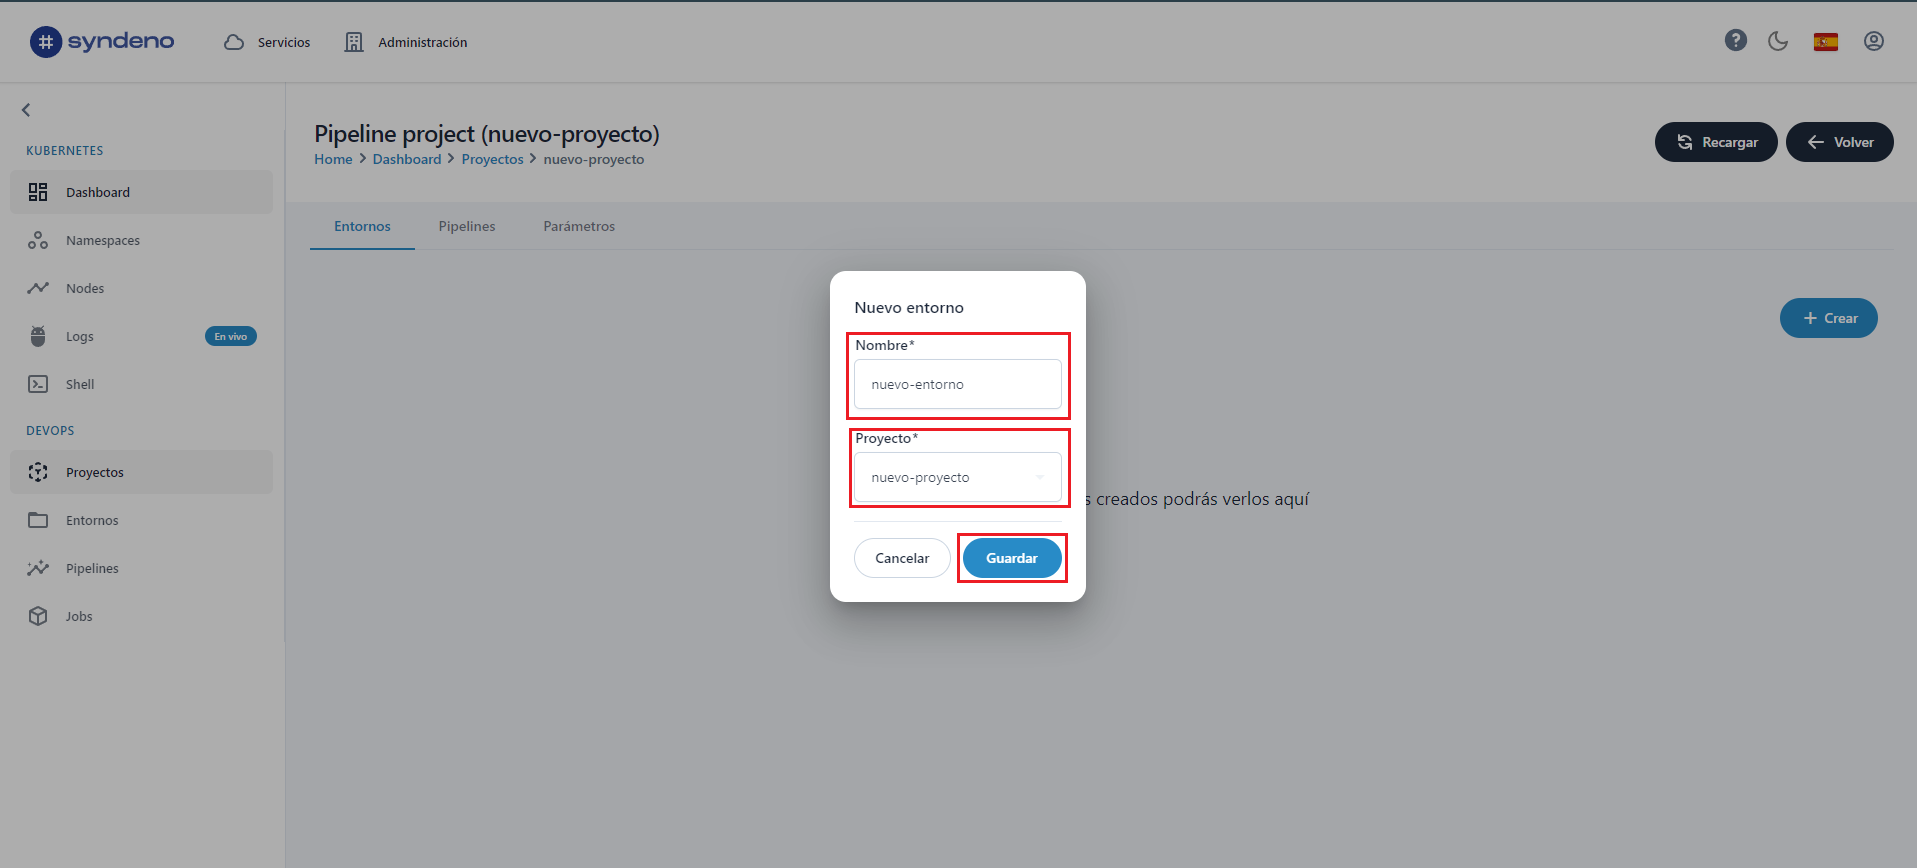 syndeno
Servicios
Administración
KUBERNETES
Dashboard
Namespaces
Nodes
Logs
En vivo
Shell
DEVOPS
Proyectos
Entornos
Pipelines
Jobs
Pipeline project (nuevo-proyecto)
Home > Dashboard > Proyectos > nuevo-proyecto
Recargar
Volver
Entornos
Pipelines
Parámetros
+ Crear
Nuevo entorno
Nombre*
nuevo-entorno
Proyecto*
nuevo-proyecto
Cancelar
Guardar
creados podrás verlos aquí